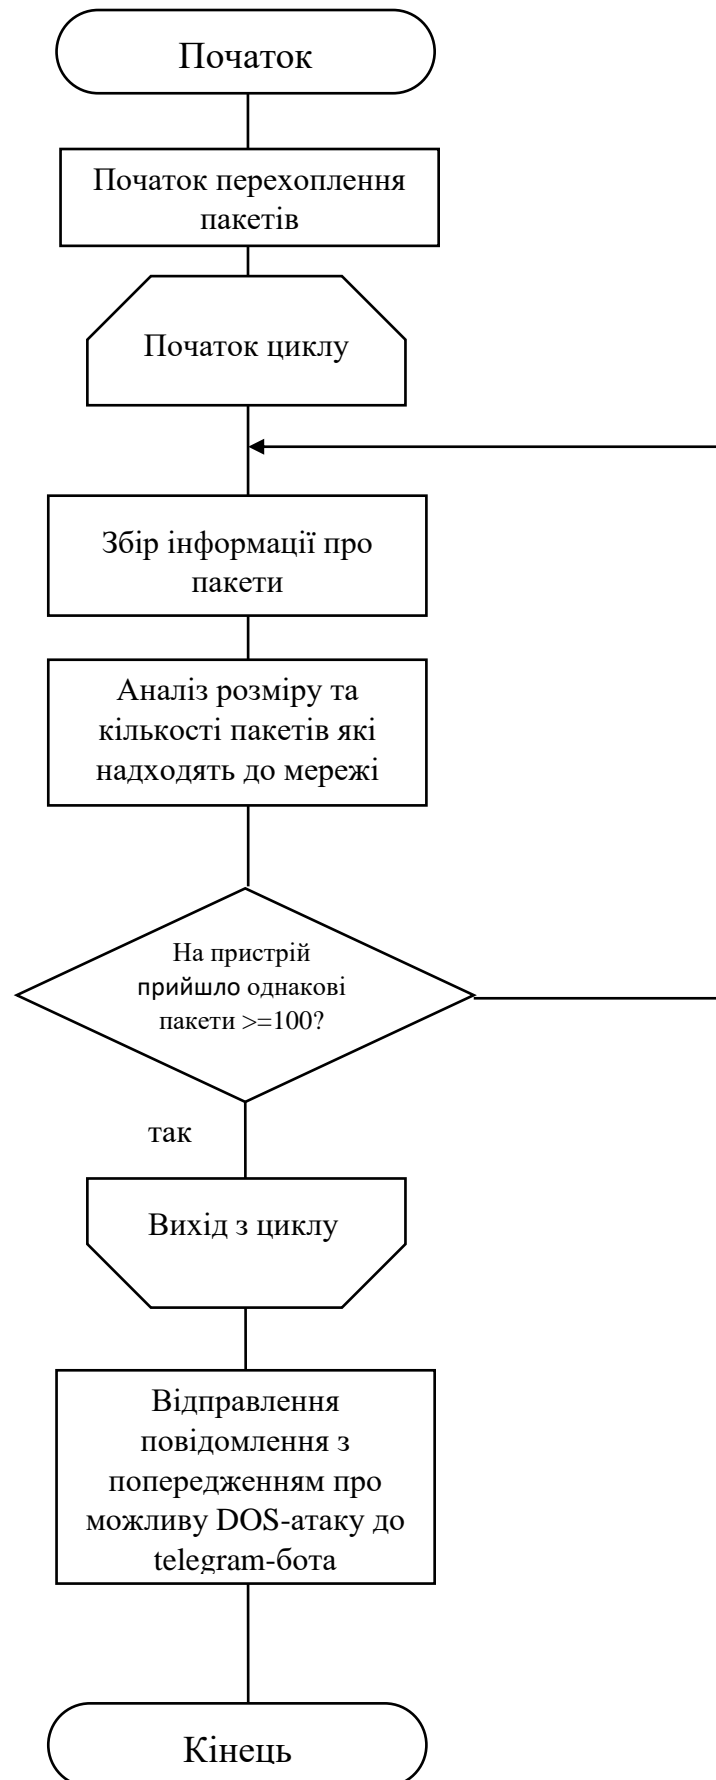 Початок
Початок перехоплення
пакетів
Початок циклу
Збір інформації про
пакети
Аналіз розміру та
кількості пакетів які
надходять до мережі
На пристрій
прийшло однакові
пакети >=100?
так
Вихід з циклу
Відправлення
повідомлення з
попередженням про
можливу DOS-атаку до
telegram-бота
Кінець